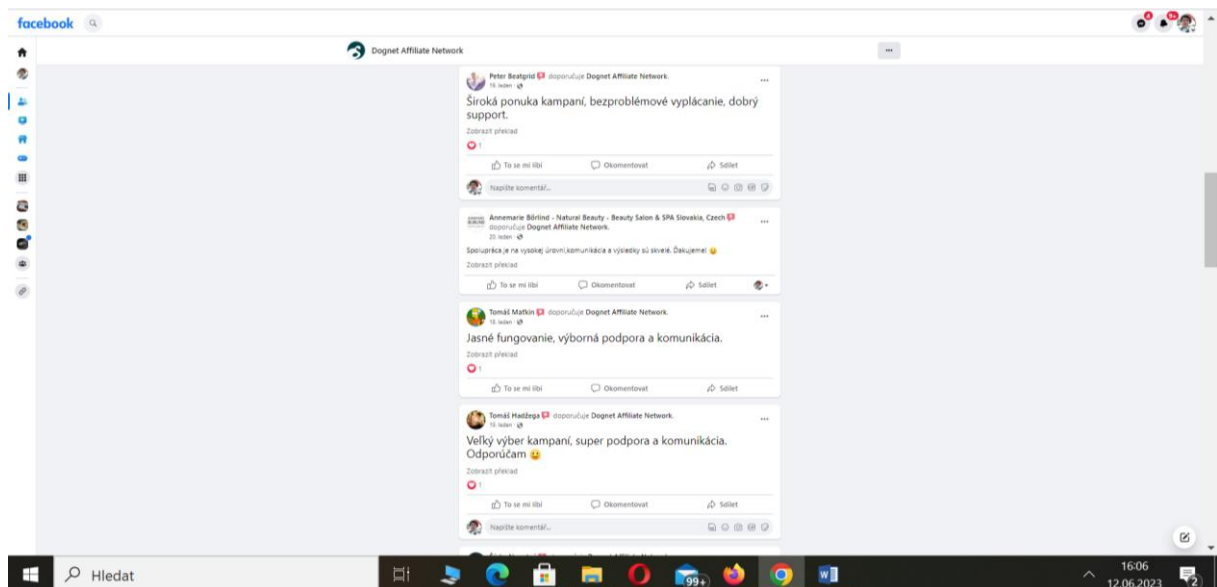 facebook
4
9+
Dognet Affiliate Network
Peter Beatgrid doporučuje Dognet Affiliate Network.
Široká ponuka kampaní, bezproblémové vyplácanie, dobrý
support.
Zobrazit překlad
1
To se mi líbí Okomentovat Sdílet
Napište komentář...
Annemarie Börlind - Natural Beauty - Beauty Salon & SPA Slovakia, Czech
doporučuje Dognet Affiliate Network.
Spolupráca je na vysokej úrovni,komunikácia a výsledky sú skvelé. Ďakujeme!
Zobrazit překlad
To se mi líbí Okomentovat Sdílet
Tomáš Matkin doporučuje Dognet Affiliate Network.
Jasné fungovanie, výborná podpora a komunikácia.
Zobrazit překlad
1
To se mi líbí Okomentovat Sdílet
Tomáš Hadžega doporučuje Dognet Affiliate Network.
Veľký výber kampaní, super podpora a komunikácia.
Odporúčam
Zobrazit překlad
1
To se mi líbí Okomentovat Sdílet
Napište komentář...
Hledat
99+
16:06
12.06.2023
2